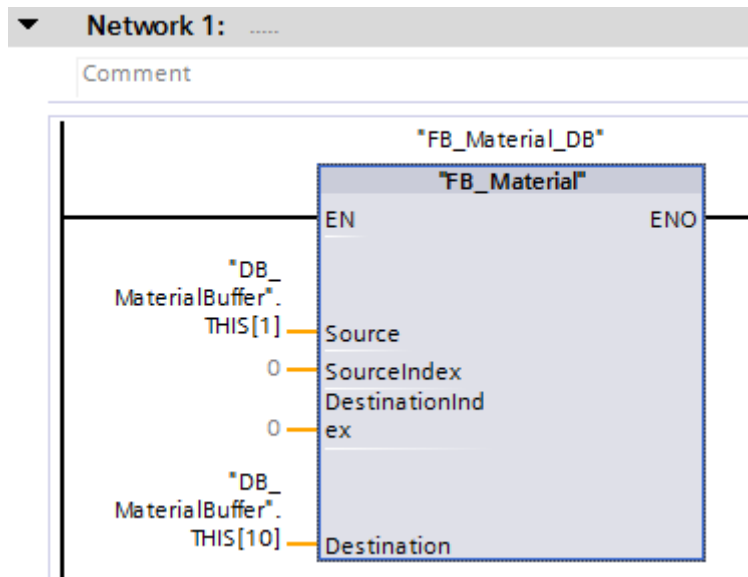 Network 1: .....
Comment
"FB_Material_DB"
"FB_Material"
EN ENO
"DB_
MaterialBuffer".
THIS[1] Source
0 SourceIndex
DestinationInd
0 ex
"DB_
MaterialBuffer".
THIS[10] Destination